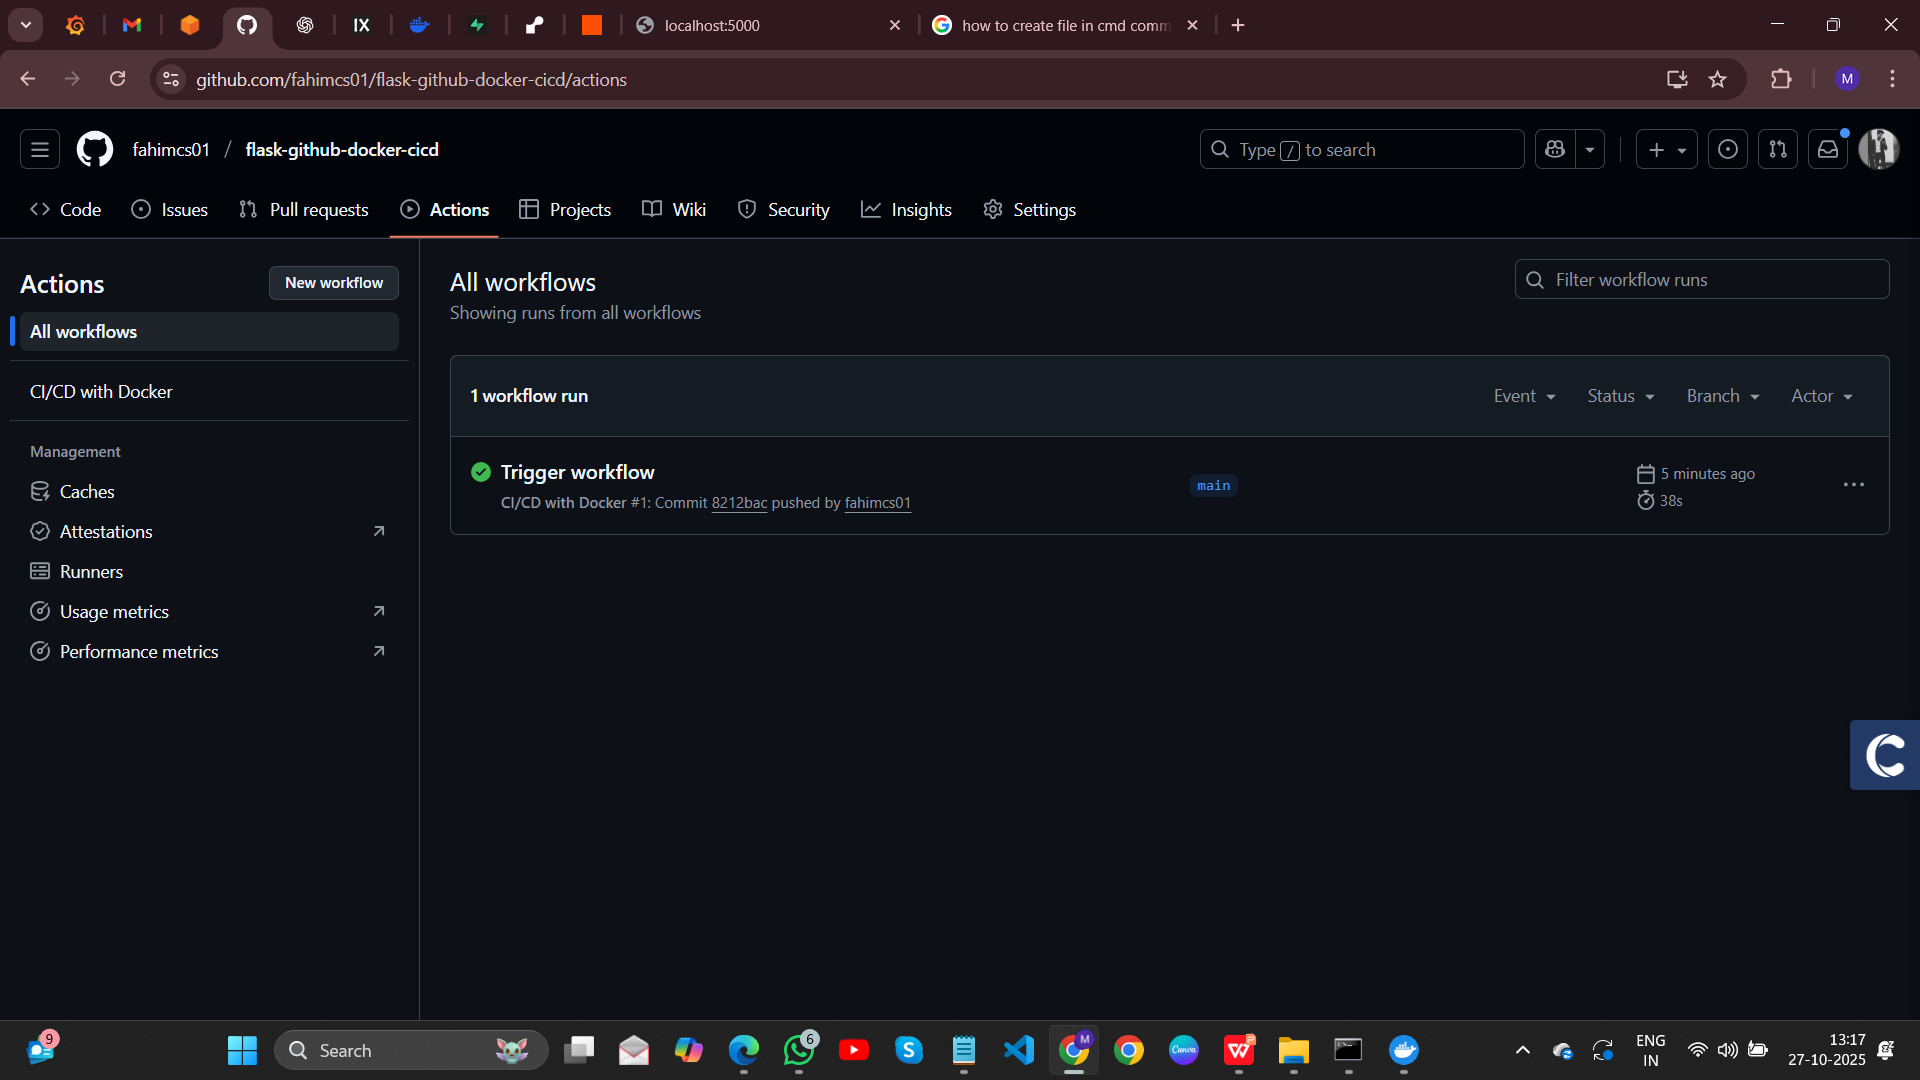 localhost:5000
how to create file in cmd comm
github.com/fahimcs01/flask-github-docker-cicd/actions
M
fahimcs01 / flask-github-docker-cicd
Type / to search
Code
Issues
Pull requests
Actions
Projects
Wiki
Security
Insights
Settings
Actions
New workflow
All workflows
CI/CD with Docker
Management
Caches
Attestations
Runners
Usage metrics
Performance metrics
All workflows
Showing runs from all workflows
Filter workflow runs
1 workflow run
Event
Status
Branch
Actor
Trigger workflow
CI/CD with Docker #1: Commit 8212bac pushed by fahimcs01
main
5 minutes ago
38s
9
Search
6
Canva
M
ENG
IN
13:17
27-10-2025